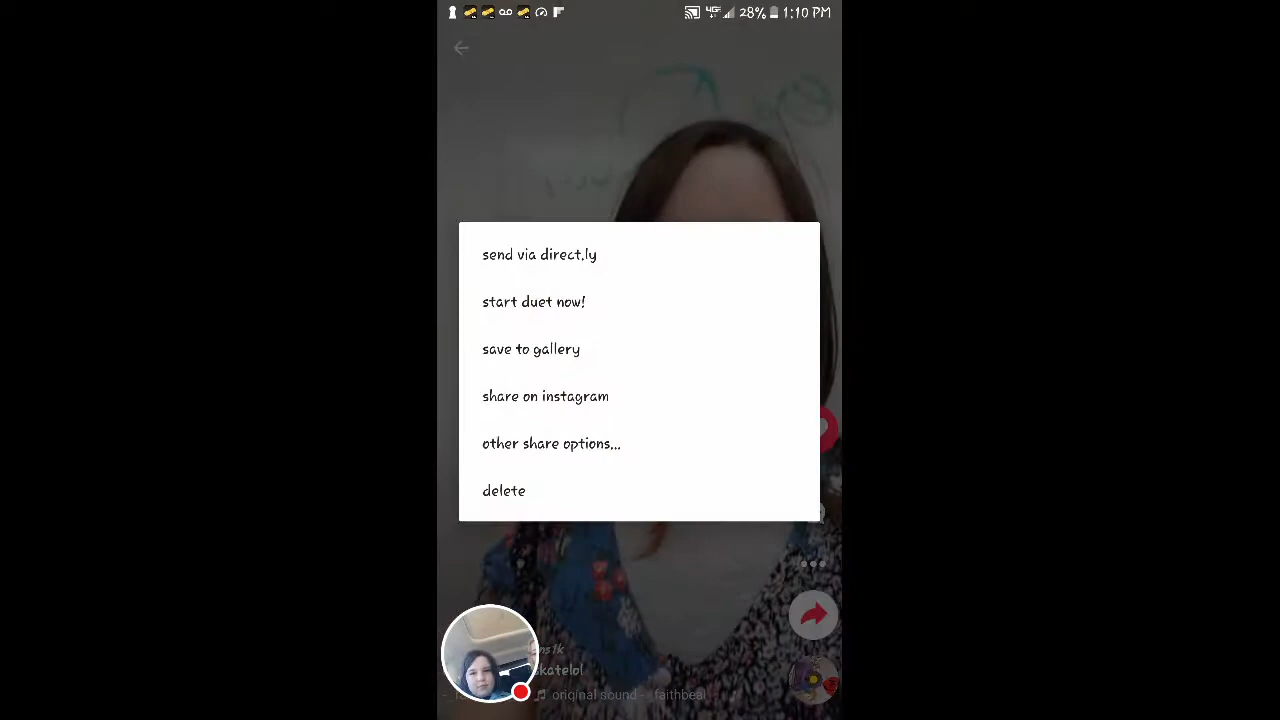 28% 1:10 PM
send via direct.ly
start duet now!
save to gallery
share on instagram
other share options...
delete
original sound - faithbeal